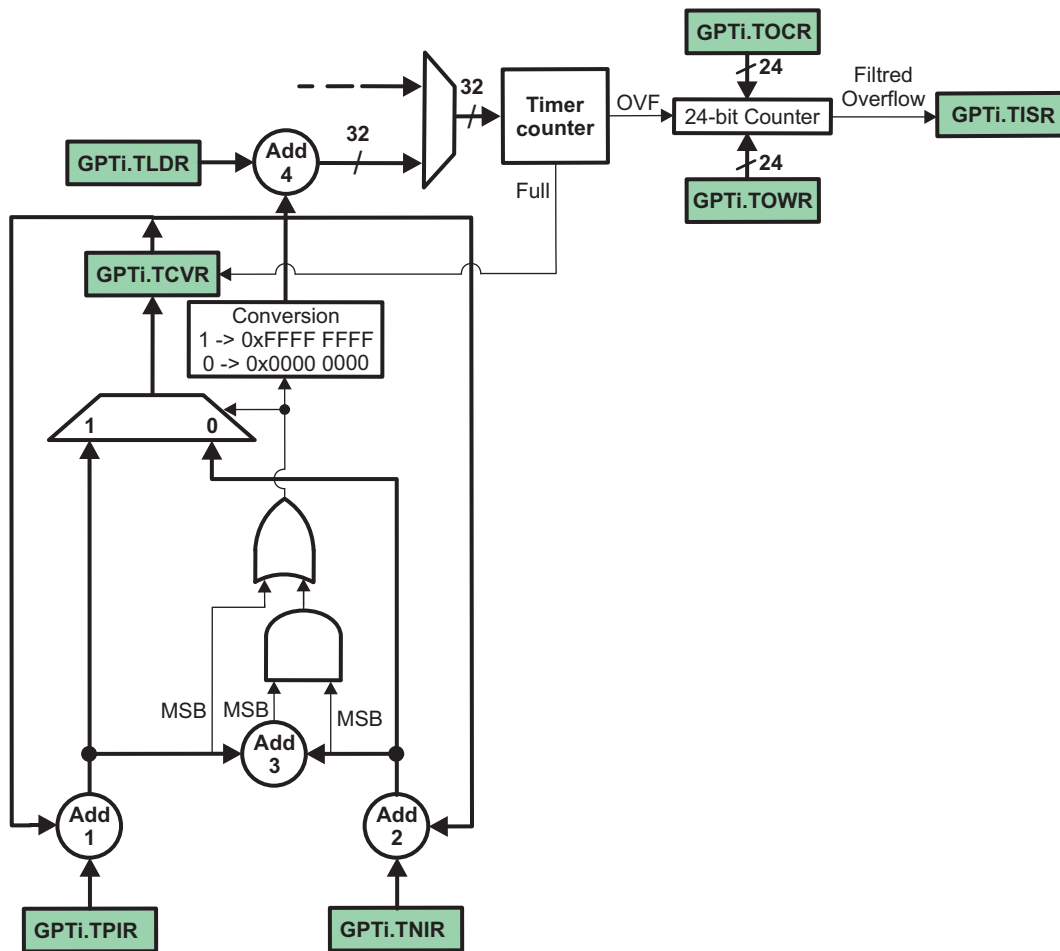 GPTi.TOCR
24
32
Timer
counter
OVF
24-bit Counter
Filtred
Overflow
GPTi.TISR
GPTi.TLDR
Add
4
32
Full
24
GPTi.TOWR
GPTi.TCVR
Conversion
1 -> 0xFFFF FFFF
0 -> 0x0000 0000
1
0
MSB
MSB
MSB
Add
3
Add
1
Add
2
GPTi.TPIR
GPTi.TNIR